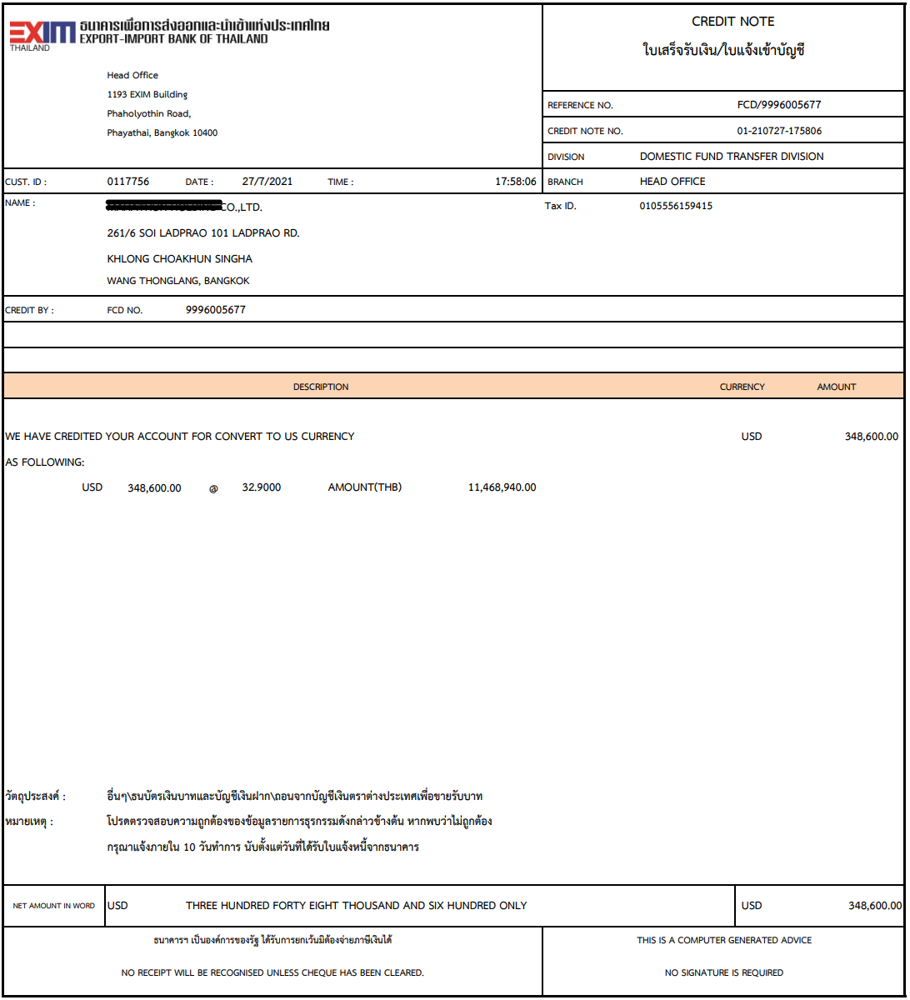 EXIM
THAILAND
ธนาคารเพื่อการส่งออกและนำเข้าแห่งประเทศไทย
EXPORT-IMPORT BANK OF THAILAND
Head Office
1193 EXIM Building
Phaholyothin Road,
Phayathai, Bangkok 10400
CREDIT NOTE
ใบเสร็จรับเงิน/ใบแจ้งเข้าบัญชี
REFERENCE NO. FCD/9996005677
CREDIT NOTE NO. 01-210727-175806
DIVISION DOMESTIC FUND TRANSFER DIVISION
CUST. ID : 0117756 DATE : 27/7/2021 TIME : 17:58:06 BRANCH HEAD OFFICE
NAME : CO.,LTD. Tax ID. 0105556159415
261/6 SOI LADPRAO 101 LADPRAO RD.
KHLONG CHOAKHUN SINGHA
WANG THONGLANG, BANGKOK
CREDIT BY : FCD NO. 9996005677
DESCRIPTION CURRENCY AMOUNT
WE HAVE CREDITED YOUR ACCOUNT FOR CONVERT TO US CURRENCY USD 348,600.00
AS FOLLOWING:
USD 348,600.00 @ 32.9000 AMOUNT(THB) 11,468,940.00
วัตถุประสงค์ : อื่นๆ\ธนบัตรเงินบาทและบัญชีเงินฝาก\ถอนจากบัญชีเงินตราต่างประเทศเพื่อขายรับบาท
หมายเหตุ : โปรดตรวจสอบความถูกต้องของข้อมูลรายการธุรกรรมดังกล่าวข้างต้น หากพบว่าไม่ถูกต้อง
กรุณาแจ้งภายใน 10 วันทำการ นับตั้งแต่วันที่ได้รับใบแจ้งหนี้จากธนาคาร
NET AMOUNT IN WORD USD THREE HUNDRED FORTY EIGHT THOUSAND AND SIX HUNDRED ONLY USD 348,600.00
ธนาคารฯ เป็นองค์การของรัฐ ได้รับการยกเว้นมิต้องจ่ายภาษีเงินได้
NO RECEIPT WILL BE RECOGNISED UNLESS CHEQUE HAS BEEN CLEARED.
THIS IS A COMPUTER GENERATED ADVICE
NO SIGNATURE IS REQUIRED